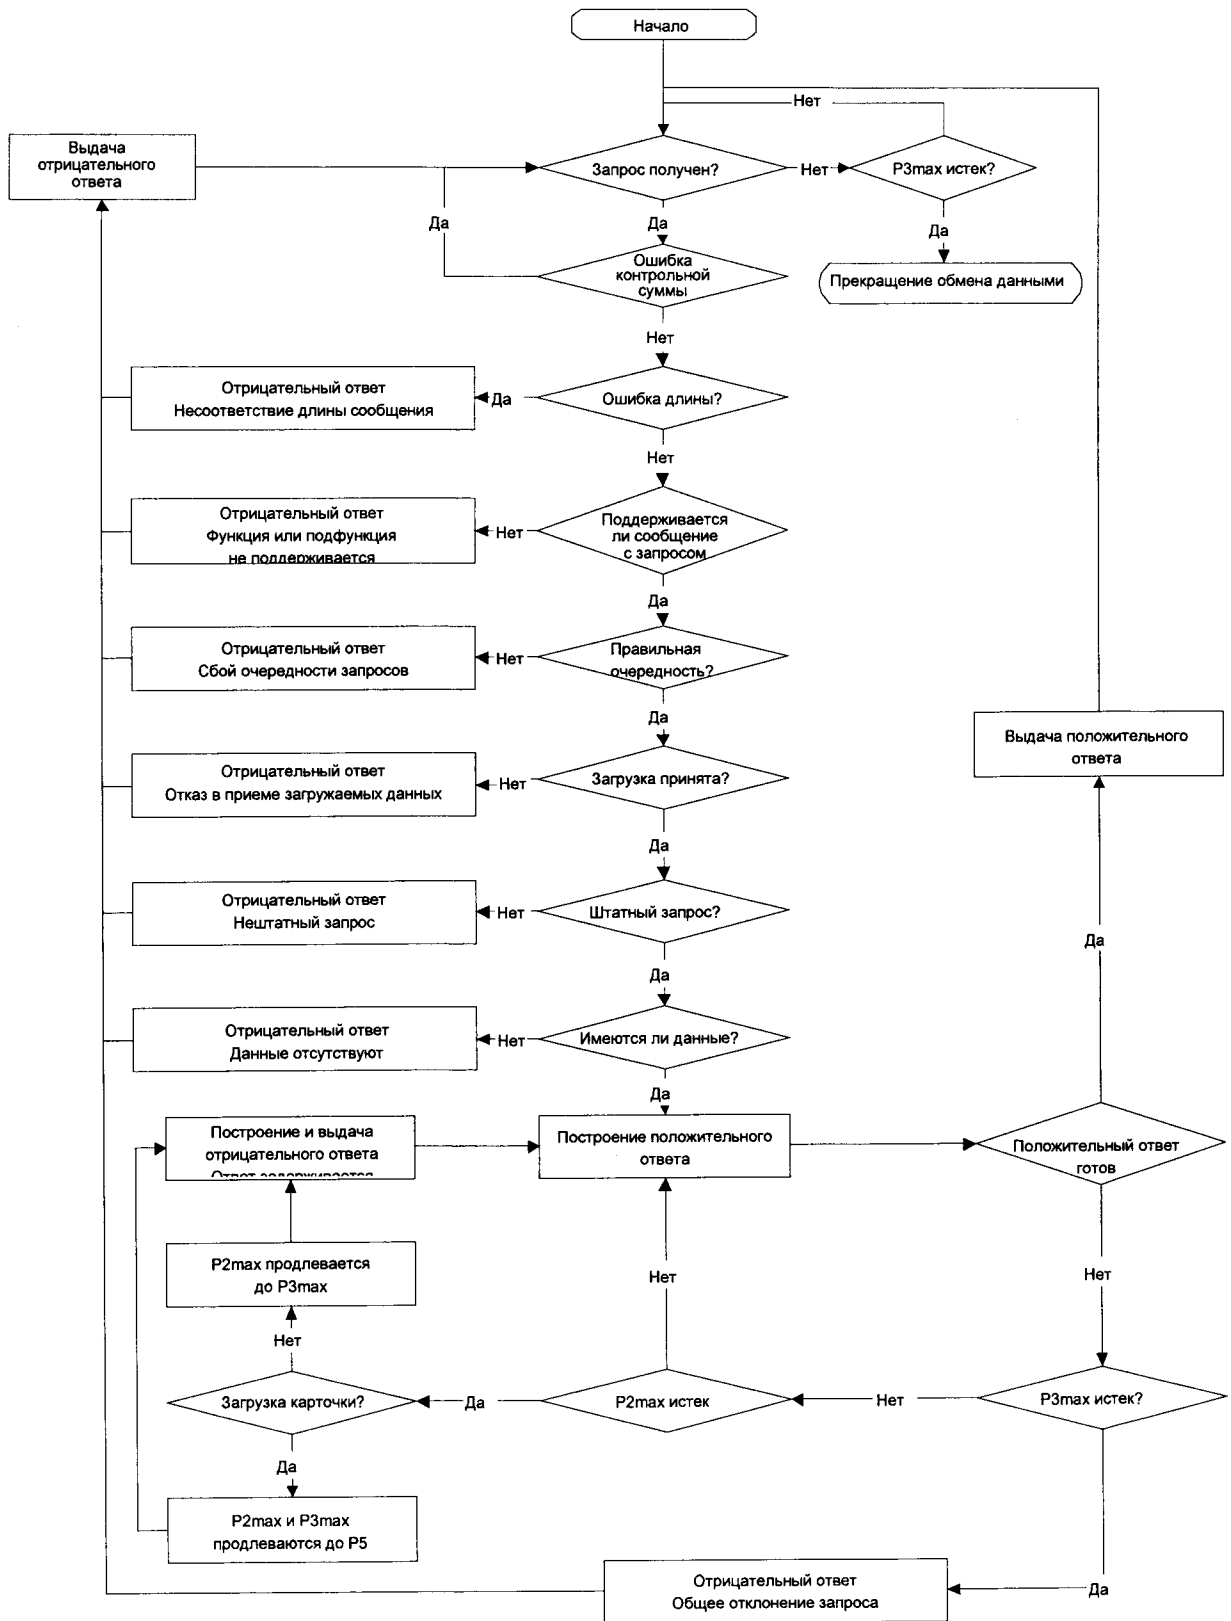 Начало
Нет
Выдача
отрицательного
ответа
Запрос получен?
Нет
P3max истек?
Да
Да
Да
Ошибка
контрольной
суммы
Прекращение обмена данными
Нет
Отрицательный ответ
Несоответствие длины сообщения
Да
Ошибка длины?
Нет
Отрицательный ответ
Функция или подфункция
не поддерживается
Нет
Поддерживается
ли сообщение
с запросом
Да
Отрицательный ответ
Сбой очередности запросов
Нет
Правильная
очередность?
Да
Выдача положительного
ответа
Отрицательный ответ
Отказ в приеме загружаемых данных
Нет
Загрузка принята?
Да
Отрицательный ответ
Нештатный запрос
Нет
Штатный запрос?
Да
Да
Отрицательный ответ
Данные отсутствуют
Нет
Имеются ли данные?
Да
Построение и выдача
отрицательного ответа
Ответ задерживается
Построение положительного
ответа
Положительный ответ
готов
P2max продлевается
до P3max
Нет
Нет
Нет
Загрузка карточки?
Да
P2max истек
Нет
P3max истек?
Да
P2max и P3max
продлеваются до P5
Отрицательный ответ
Общее отклонение запроса
Да